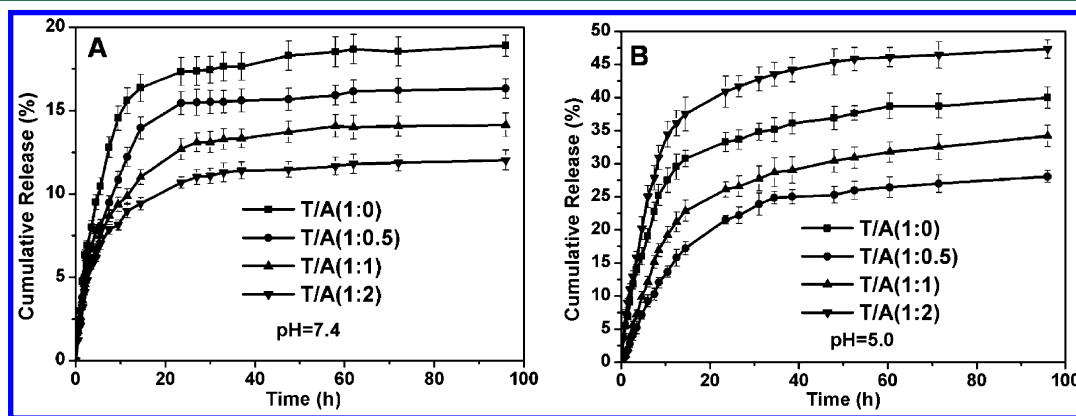 A
Cumulative Release (%)
20
15
10
5
0
T/A(1:0)
T/A(1:0.5)
T/A(1:1)
T/A(1:2)
pH=7.4
0 20 40 60 80 100
Time (h)
B
Cumulative Release (%)
50
45
40
35
30
25
20
15
10
5
0
T/A(1:0)
T/A(1:0.5)
T/A(1:1)
T/A(1:2)
pH=5.0
0 20 40 60 80 100
Time (h)